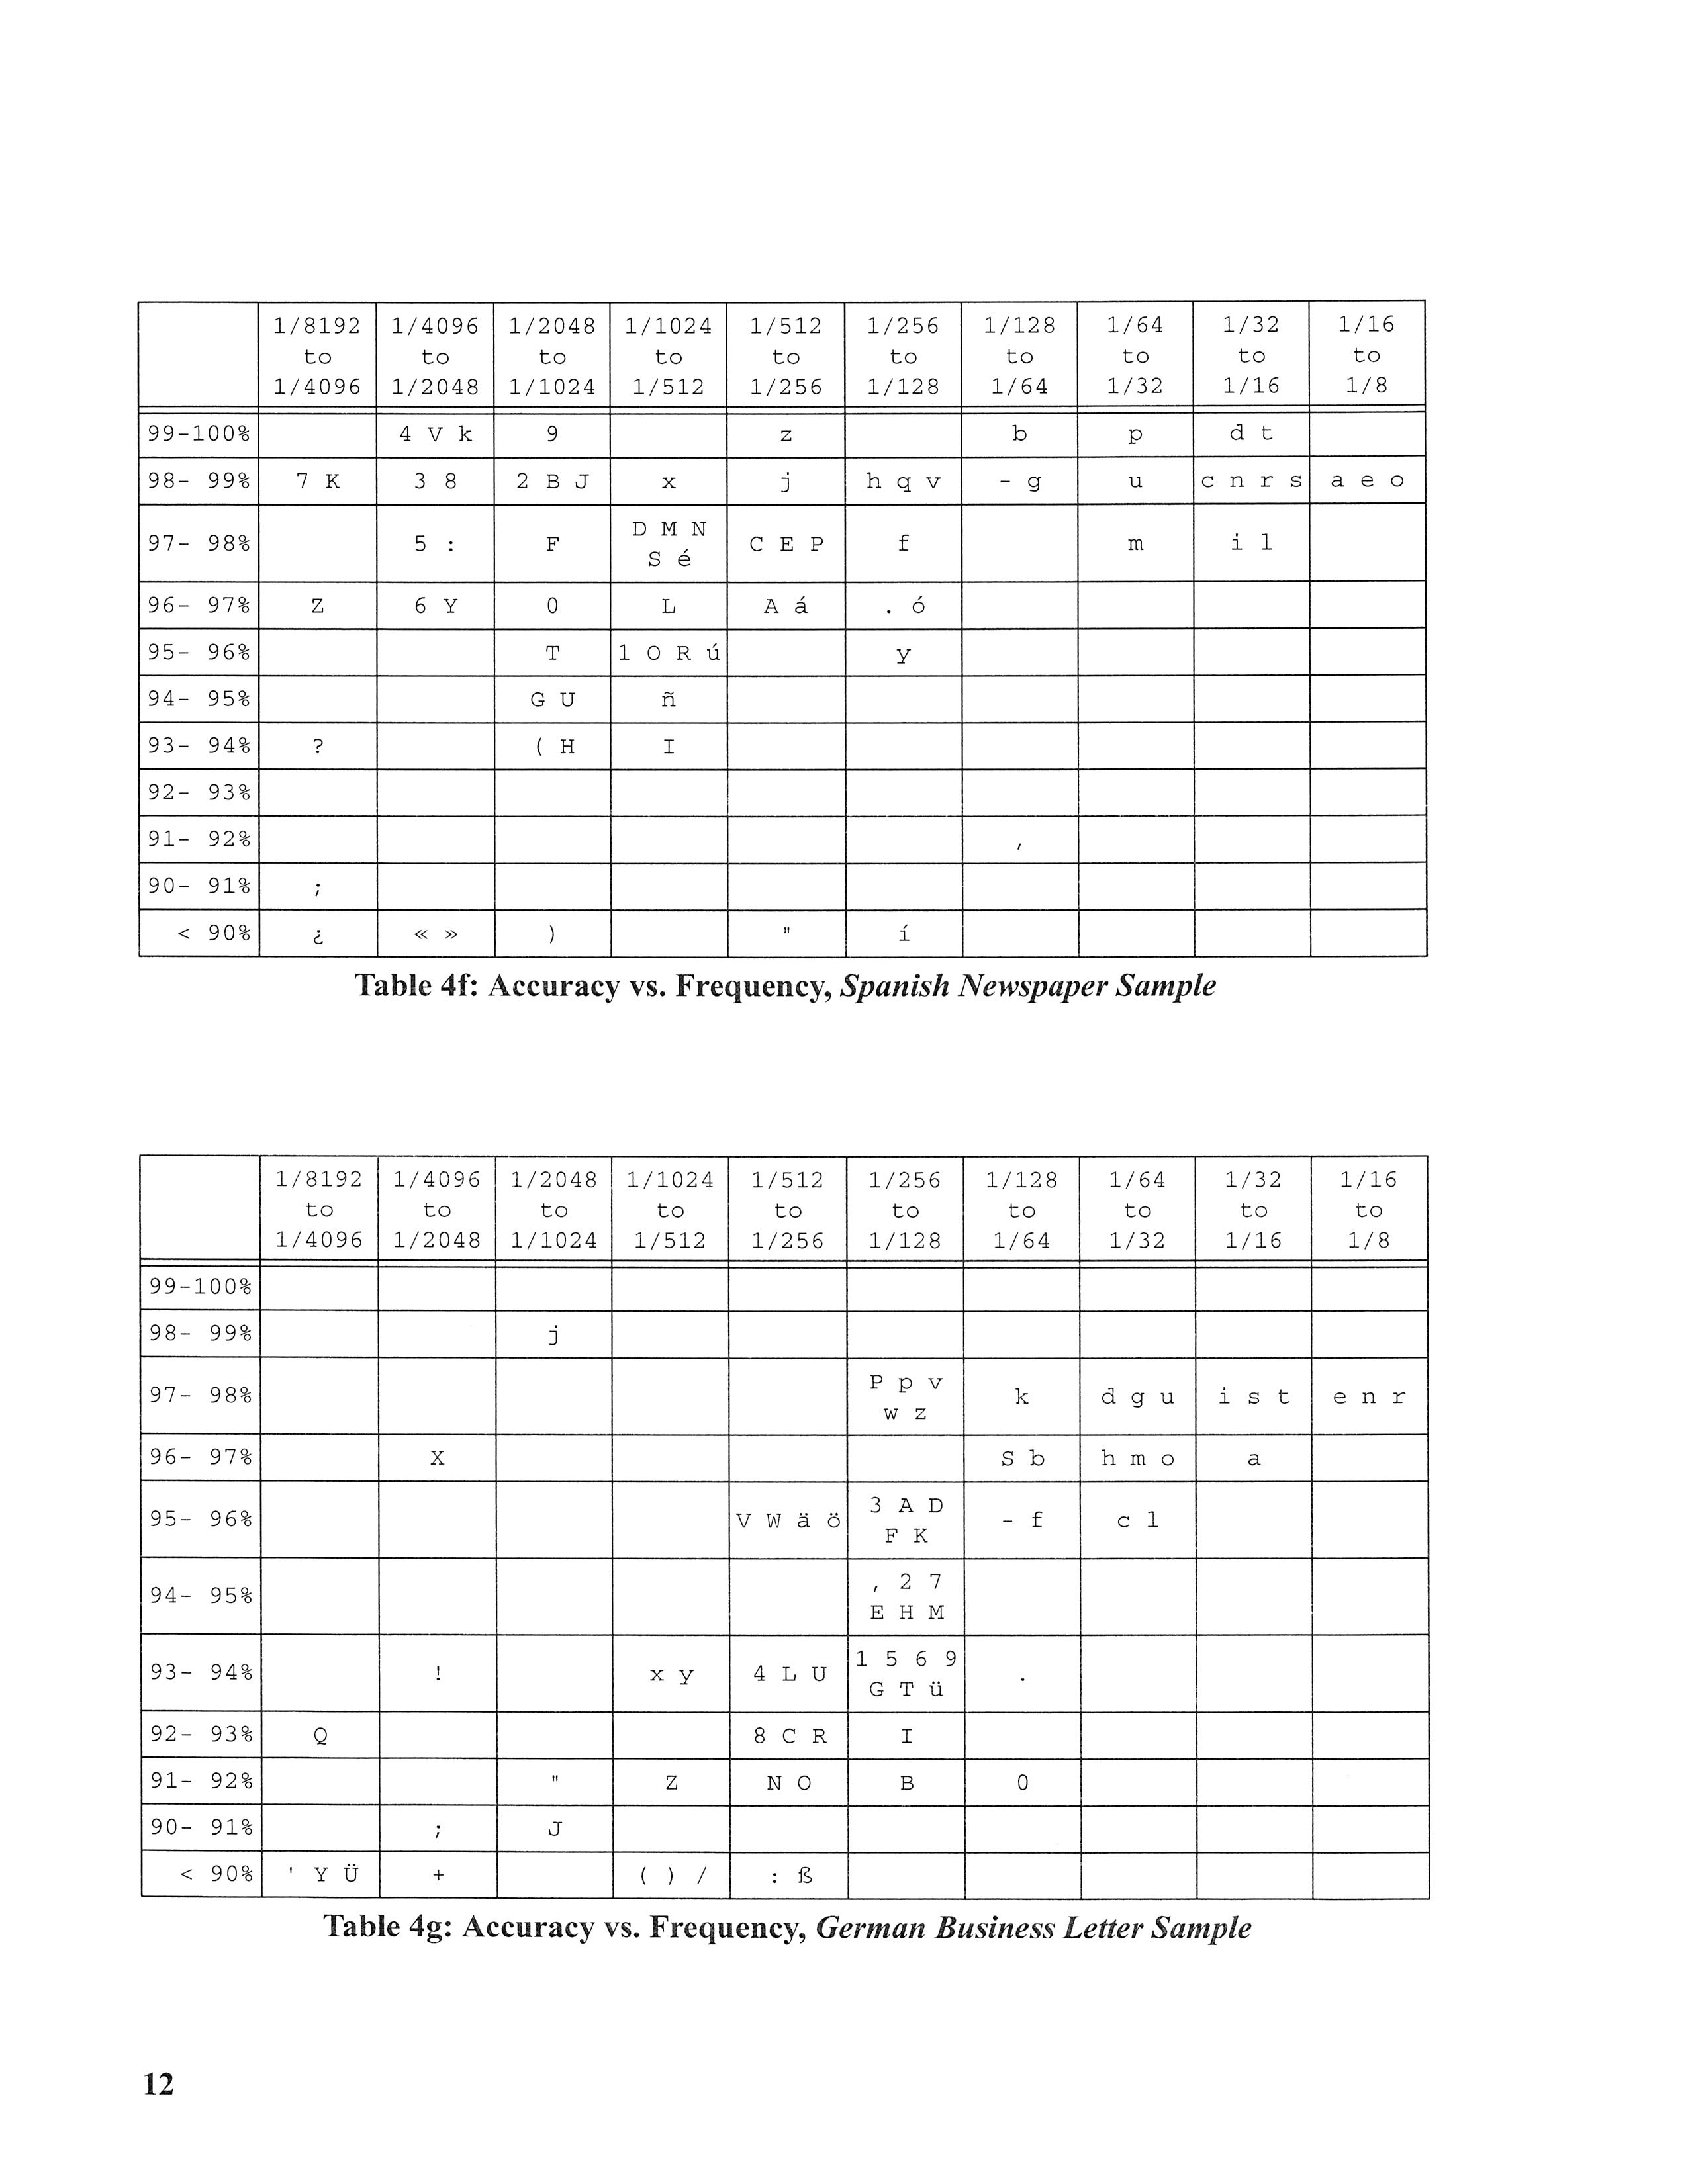 1/8192 1/4096 1/2048 1/1024 1/512 1/256 1/128 1/64 1/32 1/16
to to to to to to to to to to
1/4096 1/2048 1/1024 1/512 1/256 1/128 1/64 1/32 1/16 1/8
99-100% 4 V k 9 z b p d t
98- 99% 7 K 3 8 2 B J x j h q v - g u c n r s a e o
97- 98% 5 : F D M N S é C E P f m i l
96- 97% Z 6 Y 0 L A á . ó
95- 96% T 1 O R ú y
94- 95% G U ñ
93- 94% ? ( H I
92- 93%
91- 92% ,
90- 91% ;
< 90% ¿ « » ) " í
Table 4f: Accuracy vs. Frequency, Spanish Newspaper Sample
1/8192 1/4096 1/2048 1/1024 1/512 1/256 1/128 1/64 1/32 1/16
to to to to to to to to to to
1/4096 1/2048 1/1024 1/512 1/256 1/128 1/64 1/32 1/16 1/8
99-100%
98- 99% j
97- 98% P p v w z k d g u i s t e n r
96- 97% X S b h m o a
95- 96% V W ä ö 3 A D F K - f c l
94- 95% , 2 7 E H M
93- 94% ! x y 4 L U 1 5 6 9 G T ü .
92- 93% Q 8 C R I
91- 92% " Z N O B 0
90- 91% ; J
< 90% ' Y Ü + ( ) / : ß
Table 4g: Accuracy vs. Frequency, German Business Letter Sample
12